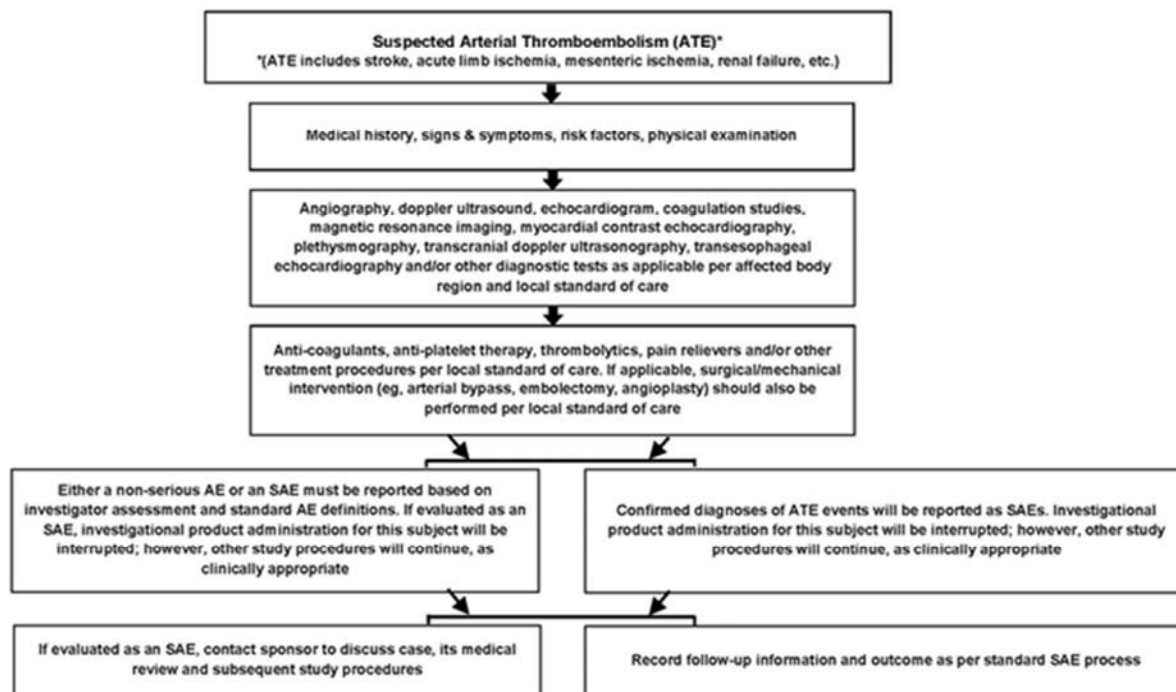 Suspected Arterial Thromboembolism (ATE)*
*(ATE includes stroke, acute limb ischemia, mesenteric ischemia, renal failure, etc.)
Medical history, signs & symptoms, risk factors, physical examination
Angiography, doppler ultrasound, echocardiogram, coagulation studies,
magnetic resonance imaging, myocardial contrast echocardiography,
plethysmography, transcranial doppler ultrasonography, transesophageal
echocardiography and/or other diagnostic tests as applicable per affected body
region and local standard of care
Anti-coagulants, anti-platelet therapy, thrombolytics, pain relievers and/or other
treatment procedures per local standard of care. If applicable, surgical/mechanical
intervention (eg, arterial bypass, embolectomy, angioplasty) should also be
performed per local standard of care
Either a non-serious AE or an SAE must be reported based on
investigator assessment and standard AE definitions. If evaluated as an
SAE, investigational product administration for this subject will be
interrupted; however, other study procedures will continue, as
clinically appropriate
Confirmed diagnoses of ATE events will be reported as SAEs. Investigational
product administration for this subject will be interrupted; however, other study
procedures will continue, as clinically appropriate
If evaluated as an SAE, contact sponsor to discuss case, its medical
review and subsequent study procedures
Record follow-up information and outcome as per standard SAE process